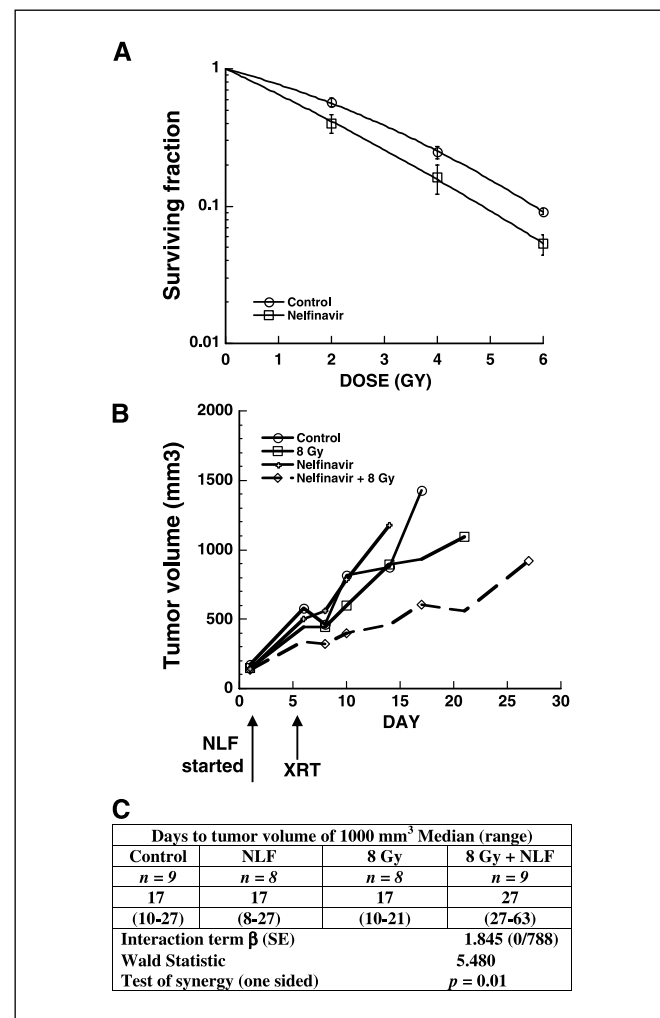 A
1
0.1
0.01
Surviving fraction
Control
Nelfinavir
0 1 2 3 4 5 6
DOSE (GY)
B
2000
1500
1000
500
0
Tumor volume (mm3)
Control
8 Gy
Nelfinavir
Nelfinavir + 8 Gy
0 5 10 15 20 25 30
DAY
NLF
started
XRT
C
Days to tumor volume of 1000 mm³ Median (range)
Control NLF 8 Gy 8 Gy + NLF
n = 9 n = 8 n = 8 n = 9
17 17 17 27
(10-27) (8-27) (10-21) (27-63)
Interaction term β (SE) 1.845 (0/788)
Wald Statistic 5.480
Test of synergy (one sided) p = 0.01